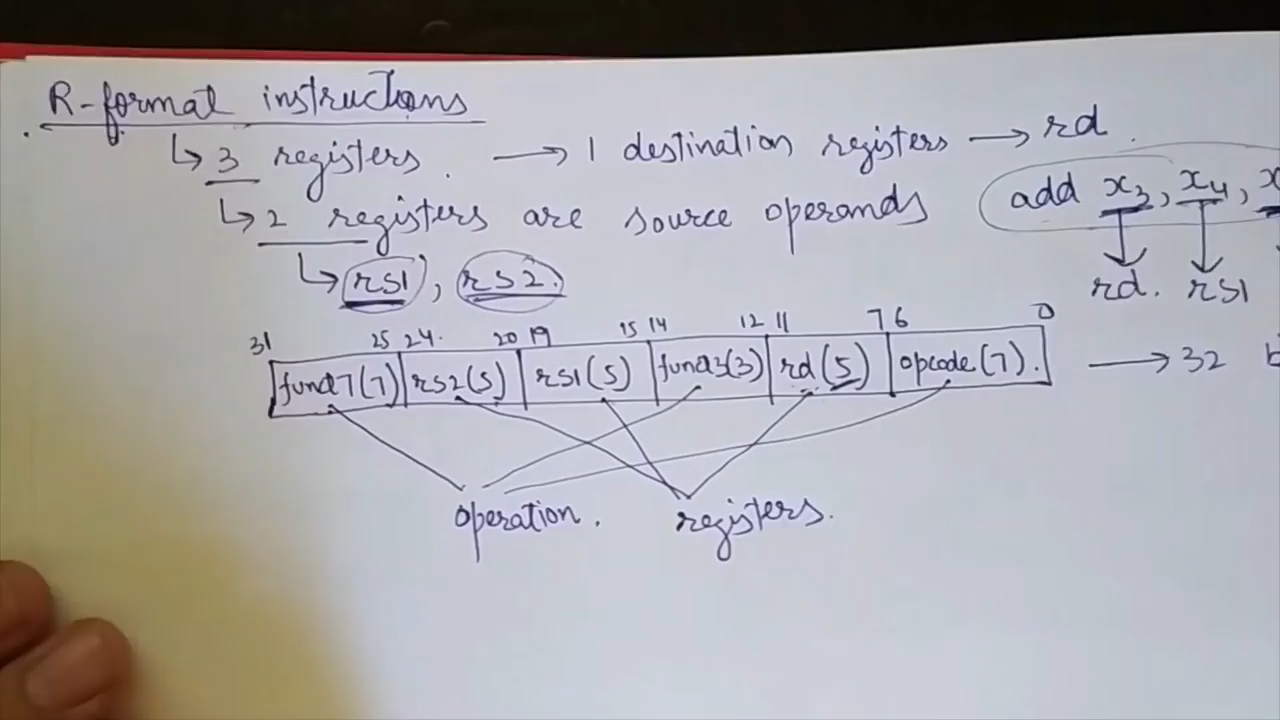 R-format instructions
↳ 3 registers. → 1 destination registers → rd.
↳ 2 registers are source operands
add x3, x4, x
↳ rs1, rs2.
rd. rs1
31 25 24 20 19 15 14 12 11 7 6 0
funct7(7) rs2(5) rs1(5) funct3(3) rd(5) opcode(7). → 32 b
operation. registers.